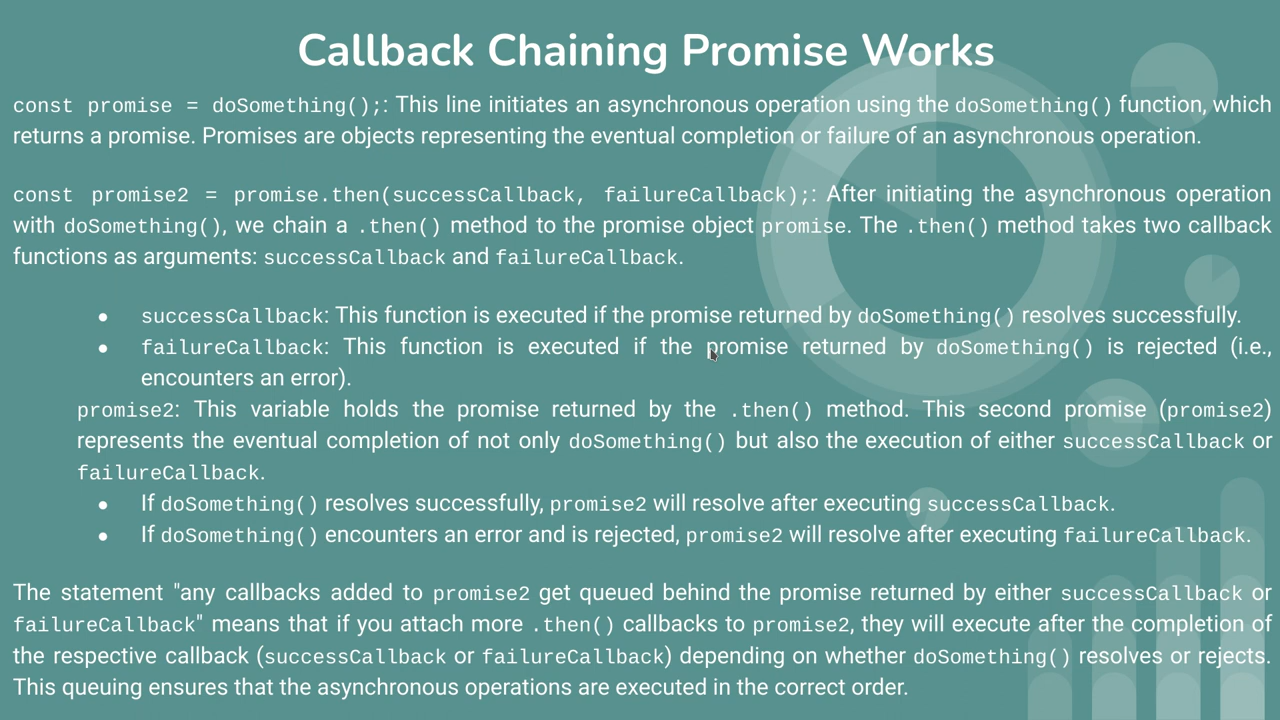 Callback Chaining Promise Works
const promise = doSomething();: This line initiates an asynchronous operation using the doSomething() function, which
returns a promise. Promises are objects representing the eventual completion or failure of an asynchronous operation.
const promise2 = promise.then(successCallback, failureCallback);: After initiating the asynchronous operation
with doSomething(), we chain a .then() method to the promise object promise. The .then() method takes two callback
functions as arguments: successCallback and failureCallback.
● successCallback: This function is executed if the promise returned by doSomething() resolves successfully.
● failureCallback: This function is executed if the promise returned by doSomething() is rejected (i.e.,
encounters an error).
promise2: This variable holds the promise returned by the .then() method. This second promise (promise2)
represents the eventual completion of not only doSomething() but also the execution of either successCallback or
failureCallback.
● If doSomething() resolves successfully, promise2 will resolve after executing successCallback.
● If doSomething() encounters an error and is rejected, promise2 will resolve after executing failureCallback.
The statement "any callbacks added to promise2 get queued behind the promise returned by either successCallback or
failureCallback" means that if you attach more .then() callbacks to promise2, they will execute after the completion of
the respective callback (successCallback or failureCallback) depending on whether doSomething() resolves or rejects.
This queuing ensures that the asynchronous operations are executed in the correct order.